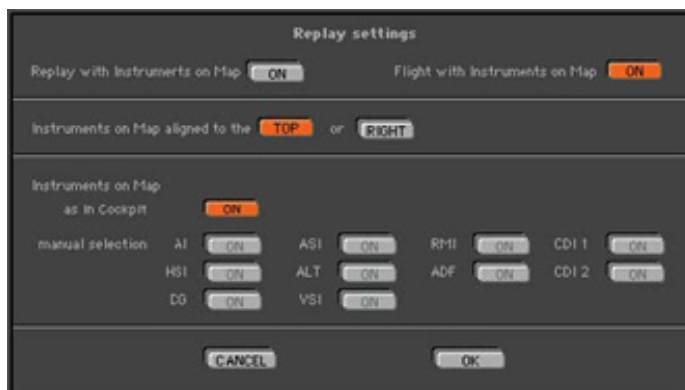 Replay settings
Replay with Instruments on Map ON Flight with Instruments on Map ON
Instruments on Map aligned to the TOP or RIGHT
Instruments on Map
as in Cockpit ON
manual selection AI ON ASI ON RMI ON CDI 1 ON
HSI ON ALT ON ADF ON CDI 2 ON
DG ON VSI ON
CANCEL OK